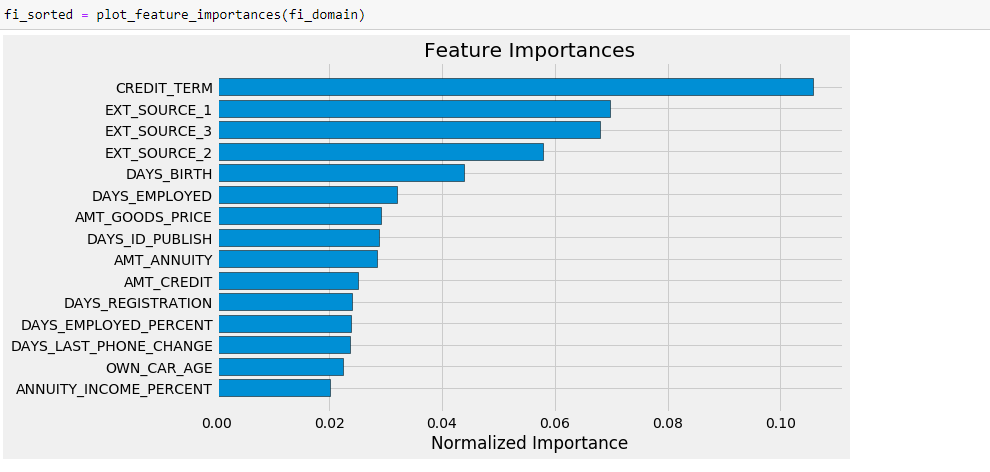 fi_sorted = plot_feature_importances(fi_domain)
Feature Importances
CREDIT_TERM
EXT_SOURCE_1
EXT_SOURCE_3
EXT_SOURCE_2
DAYS_BIRTH
DAYS_EMPLOYED
AMT_GOODS_PRICE
DAYS_ID_PUBLISH
AMT_ANNUITY
AMT_CREDIT
DAYS_REGISTRATION
DAYS_EMPLOYED_PERCENT
DAYS_LAST_PHONE_CHANGE
OWN_CAR_AGE
ANNUITY_INCOME_PERCENT
0.00 0.02 0.04 0.06 0.08 0.10
Normalized Importance